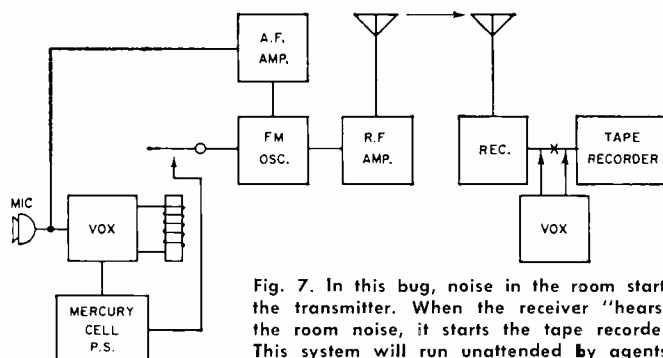 A.F.
AMP.
FM
OSC.
R.F
AMP.
REC.
TAPE
RECORDER
MIC
VOX
VOX
MERCURY
CELL
P.S.
Fig. 7. In this bug, noise in the room start
the transmitter. When the receiver "hears
the room noise, it starts the tape recorde
This system will run unattended by agents